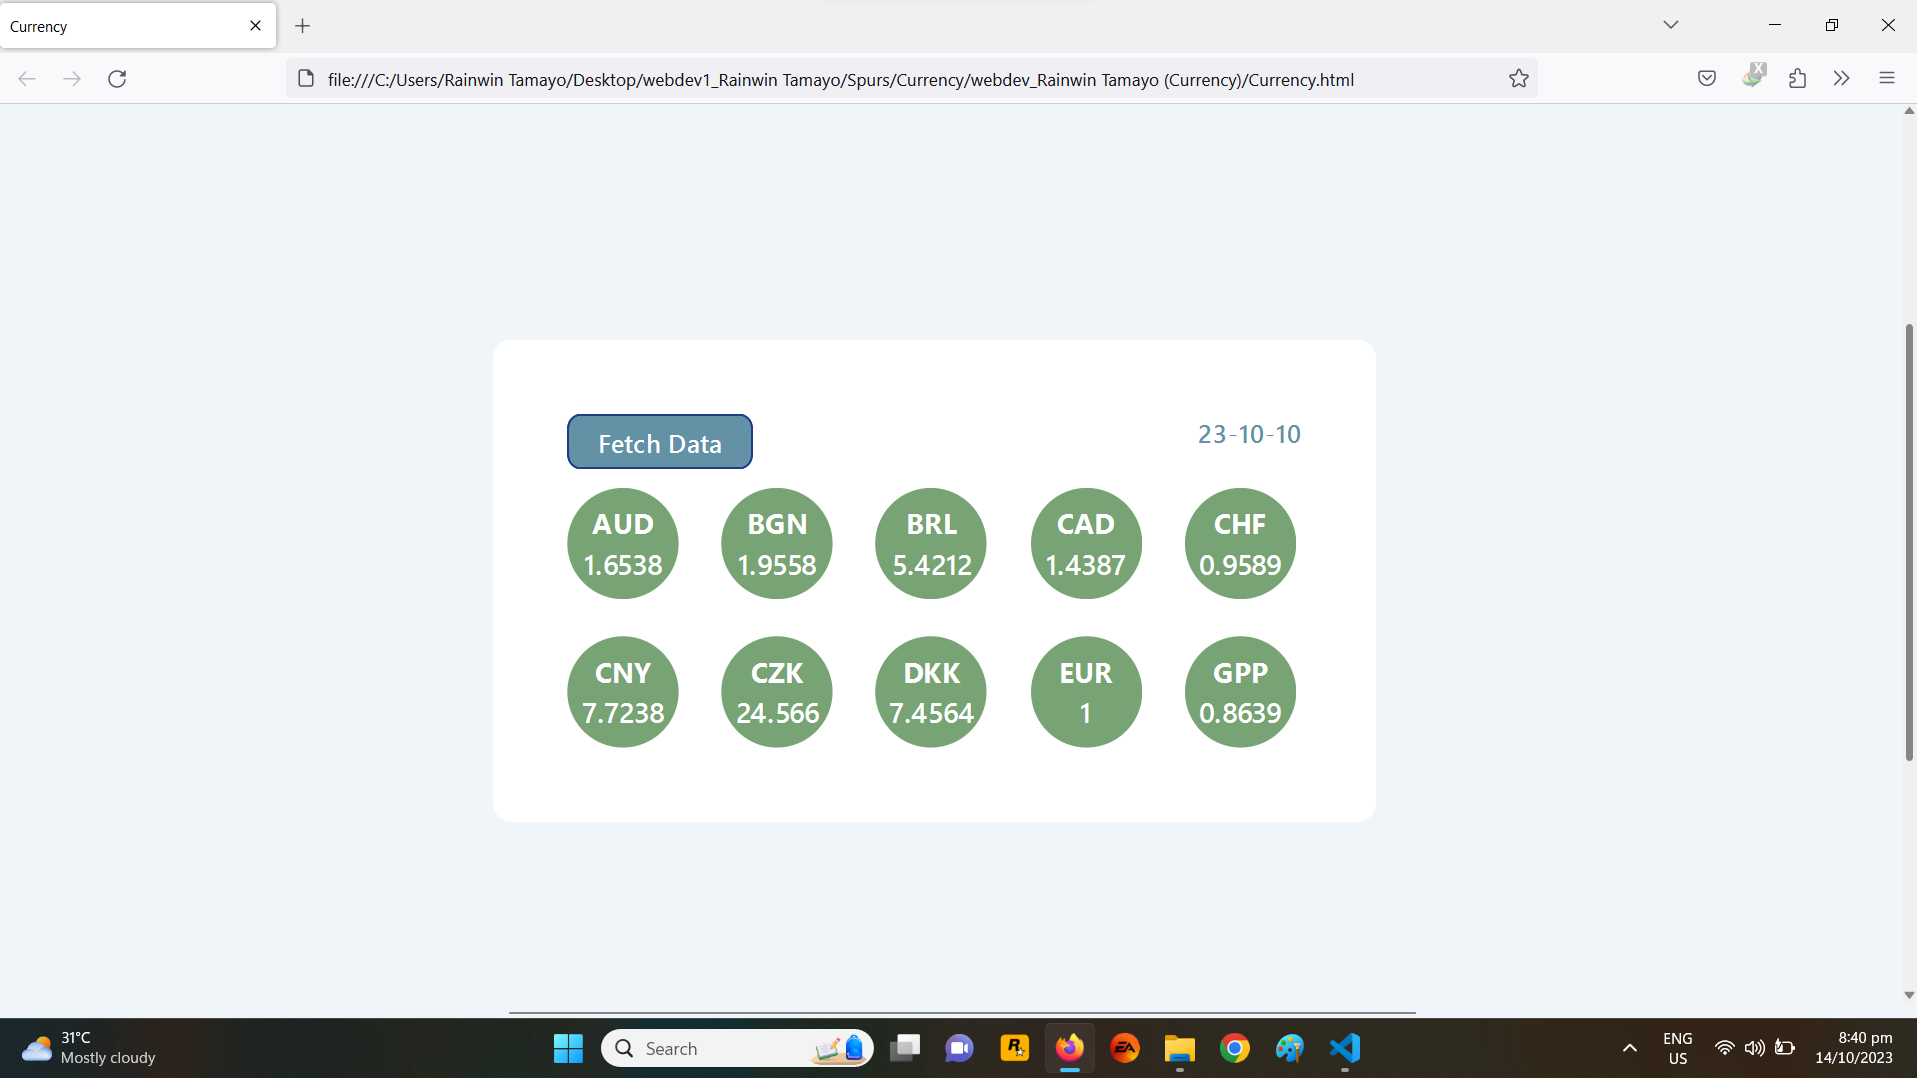 Currency
file:///C:/Users/Rainwin Tamayo/Desktop/webdev1_Rainwin Tamayo/Spurs/Currency/webdev_Rainwin Tamayo (Currency)/Currency.html
X
Fetch Data
23-10-10
AUD BGN BRL CAD CHF
1.6538 1.9558 5.4212 1.4387 0.9589
CNY CZK DKK EUR GPP
7.7238 24.566 7.4564 1 0.8639
31°C
Mostly cloudy
Search
R
EA
ENG
US
8:40 pm
14/10/2023